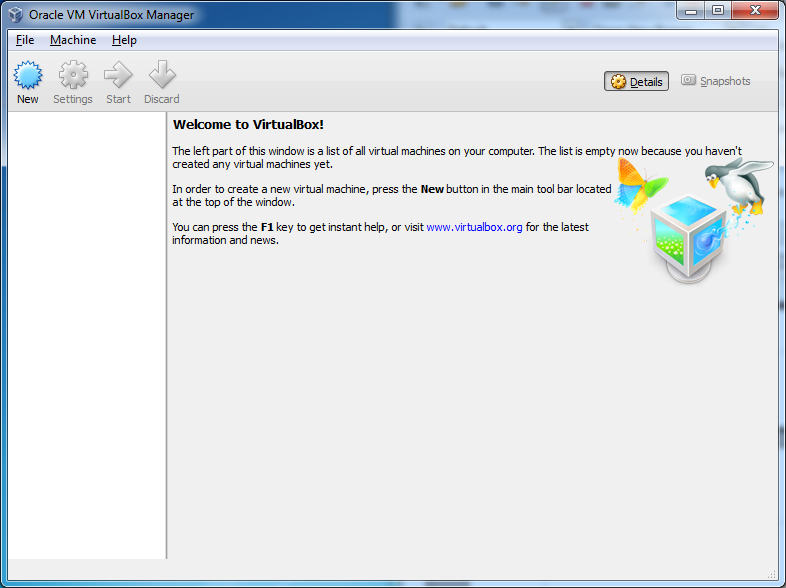 Oracle VM VirtualBox Manager
File Machine Help
New Settings Start Discard
Details Snapshots
Welcome to VirtualBox!
The left part of this window is a list of all virtual machines on your computer. The list is empty now because you haven't
created any virtual machines yet.
In order to create a new virtual machine, press the New button in the main tool bar located
at the top of the window.
You can press the F1 key to get instant help, or visit www.virtualbox.org for the latest
information and news.